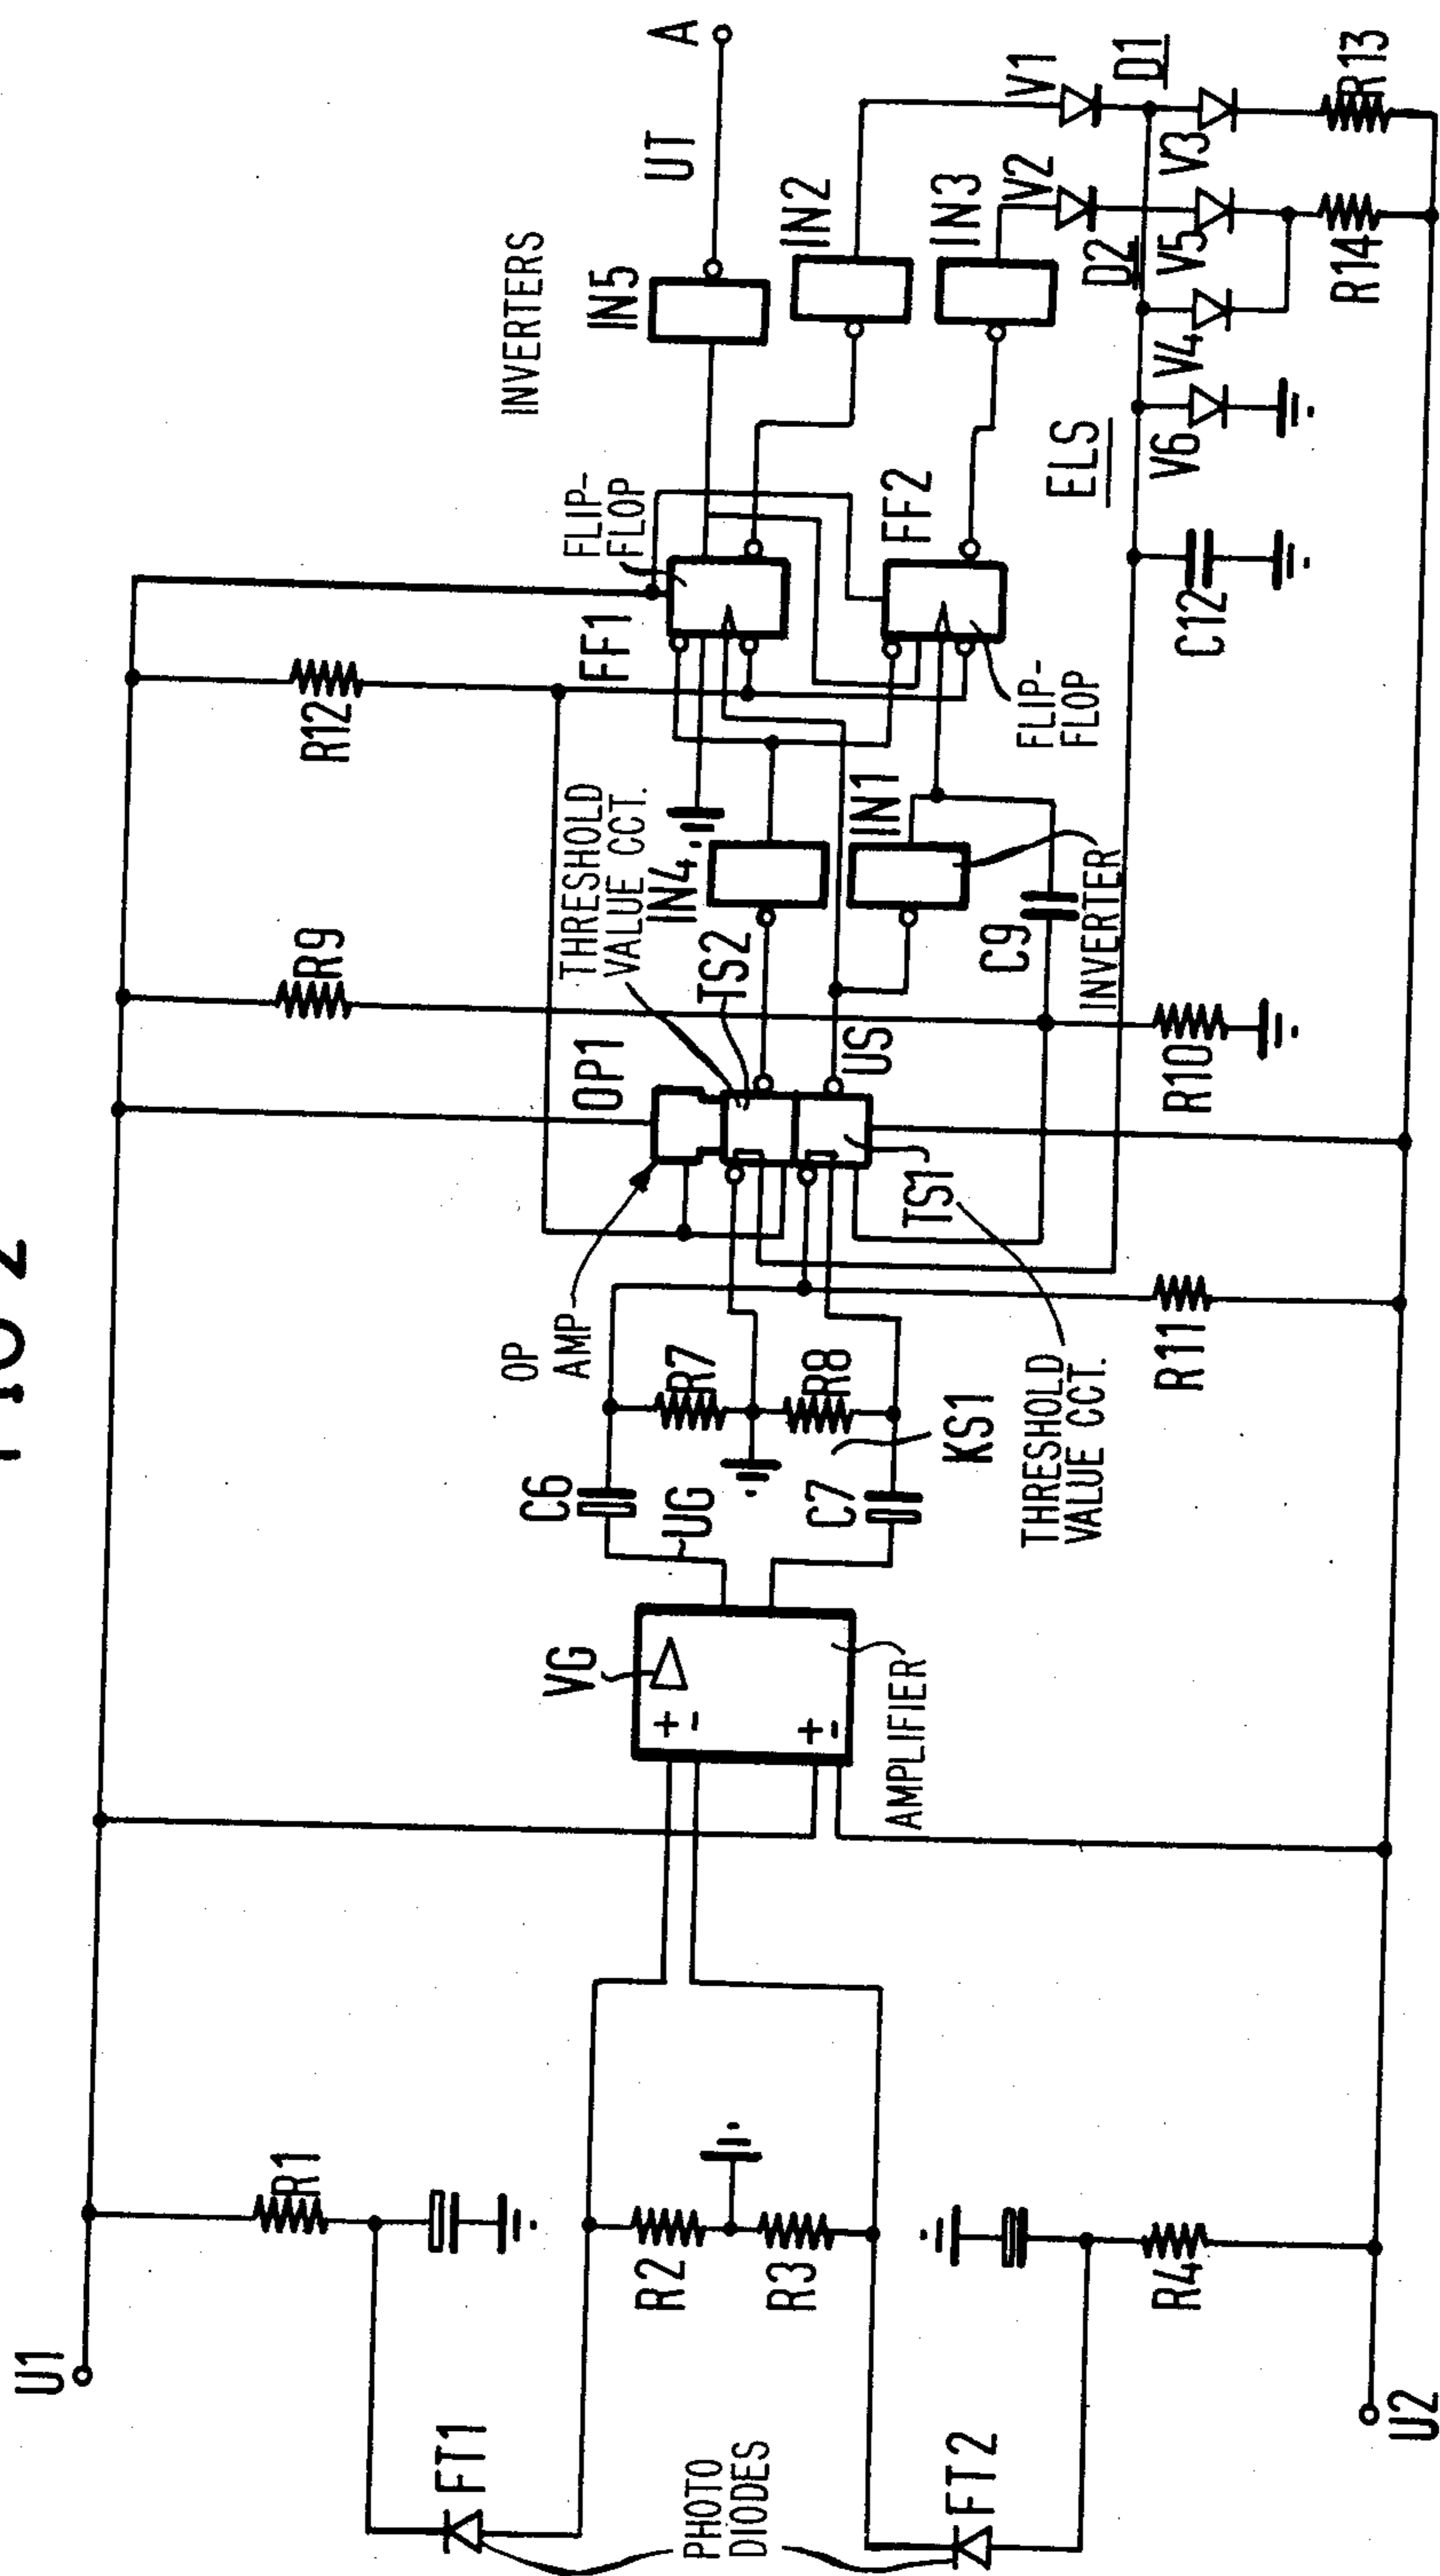 FIG 2
U1
R1
FT1
PHOTO
DIODES
R2
R3
FT2
R4
U2
VG
+
-
+
-
AMPLIFIER
C6
UG
C7
KS1
R7
R8
OP
AMP
THRESHOLD
VALUE CCT.
R11
OP1
TS2
TS1
US
R9
R10
THRESHOLD
VALUE CCT.
IN4
IN1
C9
INVERTER
R12
FF1
FLIP-
FLOP
FF2
FLIP-
FLOP
C12
ELS
INVERTERS
IN5
IN2
IN3
UT
A
V1
V2
D1
D2
V3
V5
V4
V6
R13
R14